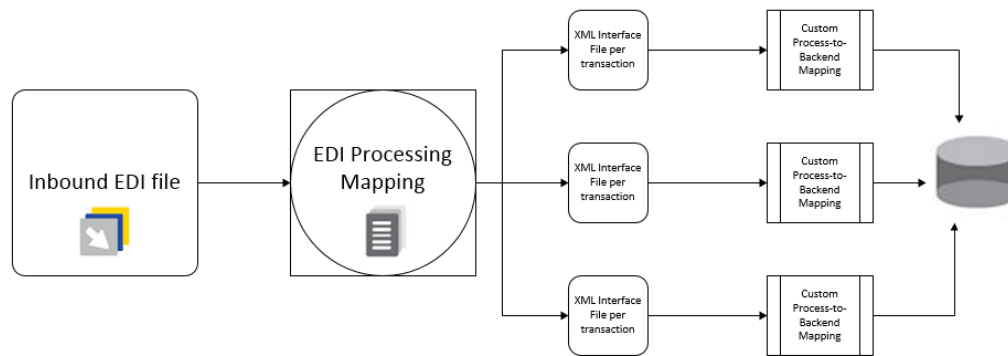 Inbound EDI file
EDI Processing
Mapping
XML Interface
File per
transaction
Custom
Process-to-
Backend
Mapping
XML Interface
File per
transaction
Custom
Process-to-
Backend
Mapping
XML Interface
File per
transaction
Custom
Process-to-
Backend
Mapping